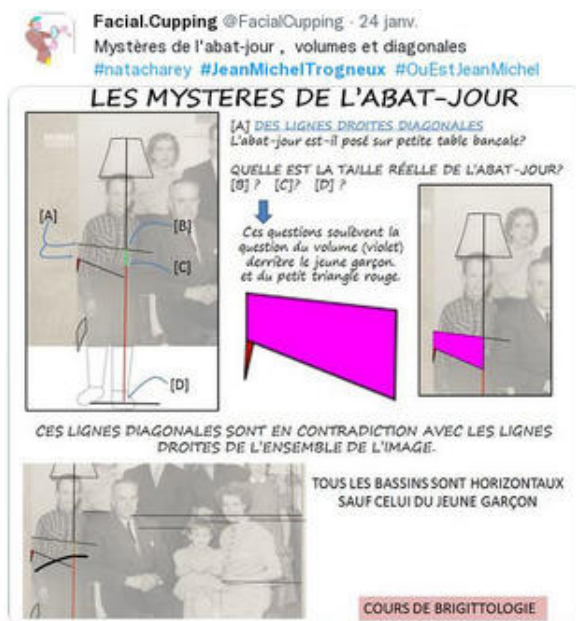 Facial.Cupping @FacialCupping · 24 janv.
Mystères de l'abat-jour , volumes et diagonales
#natacharey #JeanMichelTrogneux #OuEstJeanMichel
LES MYSTERES DE L'ABAT-JOUR
[A] DES LIGNES DROITES DIAGONALES
L'abat-jour est-il posé sur petite table bancale?
QUELLE EST LA TAILLE RÉELLE DE L'ABAT-JOUR?
[B] ? [C]? [D] ?
Ces questions soulèvent la
question du volume (violet)
derrière le jeune garçon
et du petit triangle rouge.
[A]
[B]
[C]
[D]
CES LIGNES DIAGONALES SONT EN CONTRADICTION AVEC LES LIGNES
DROITES DE L'ENSEMBLE DE L'IMAGE.
TOUS LES BASSINS SONT HORIZONTAUX
SAUF CELUI DU JEUNE GARÇON
COURS DE BRIGITTOLOGIE